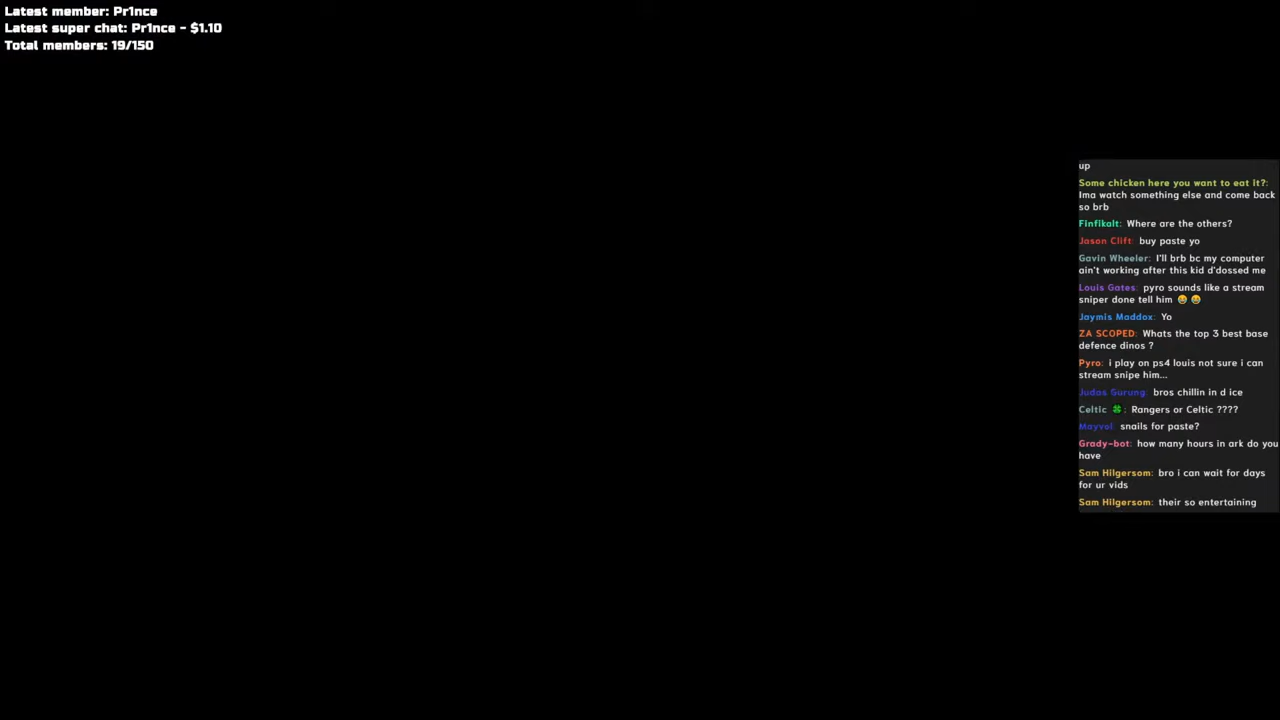 Latest member: Pr1nce
Latest super chat: Pr1nce - $1.10
Total members: 19/150
up
Some chicken here you want to eat it?:
Ima watch something else and come back
so brb
Finfikalt: Where are the others?
Jason Clift: buy paste yo
Gavin Wheeler: I'll brb bc my computer
ain't working after this kid d'dossed me
Louis Gates: pyro sounds like a stream
sniper done tell him 😂 😂
Jaymis Maddox: Yo
ZA SCOPED: Whats the top 3 best base
defence dinos ?
Pyro: i play on ps4 louis not sure i can
stream snipe him...
Judas Gurung: bros chillin in d ice
Celtic 🍀: Rangers or Celtic ????
Mayvol: snails for paste?
Grady-bot: how many hours in ark do you
have
Sam Hilgersom: bro i can wait for days
for ur vids
Sam Hilgersom: their so entertaining